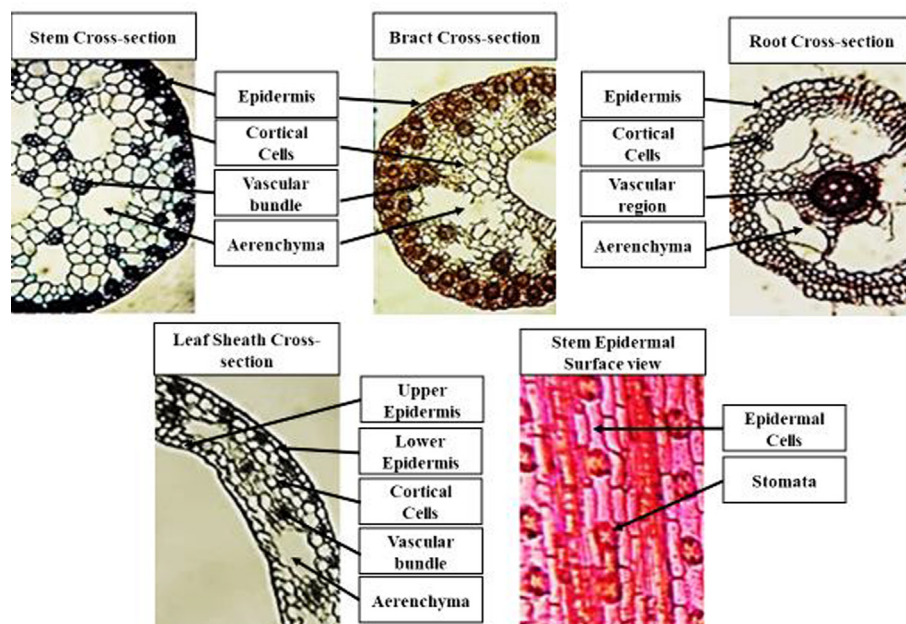 Stem Cross-section
Bract Cross-section
Root Cross-section
Epidermis
Cortical
Cells
Vascular
bundle
Aerenchyma
Epidermis
Cortical
Cells
Vascular
region
Aerenchyma
Leaf Sheath Cross-
section
Upper
Epidermis
Lower
Epidermis
Cortical
Cells
Vascular
bundle
Aerenchyma
Stem Epidermal
Surface view
Epidermal
Cells
Stomata